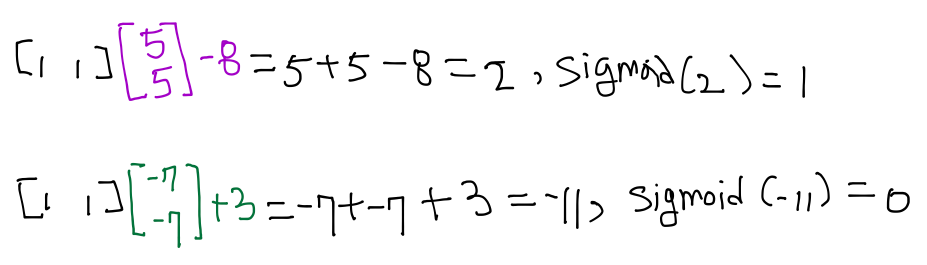 [1 1][5 5]-8=5+5-8=2, sigmoid(2)=1
[1 1][-7 -7]+3=-7+-7+3=-11, sigmoid(-11)=0